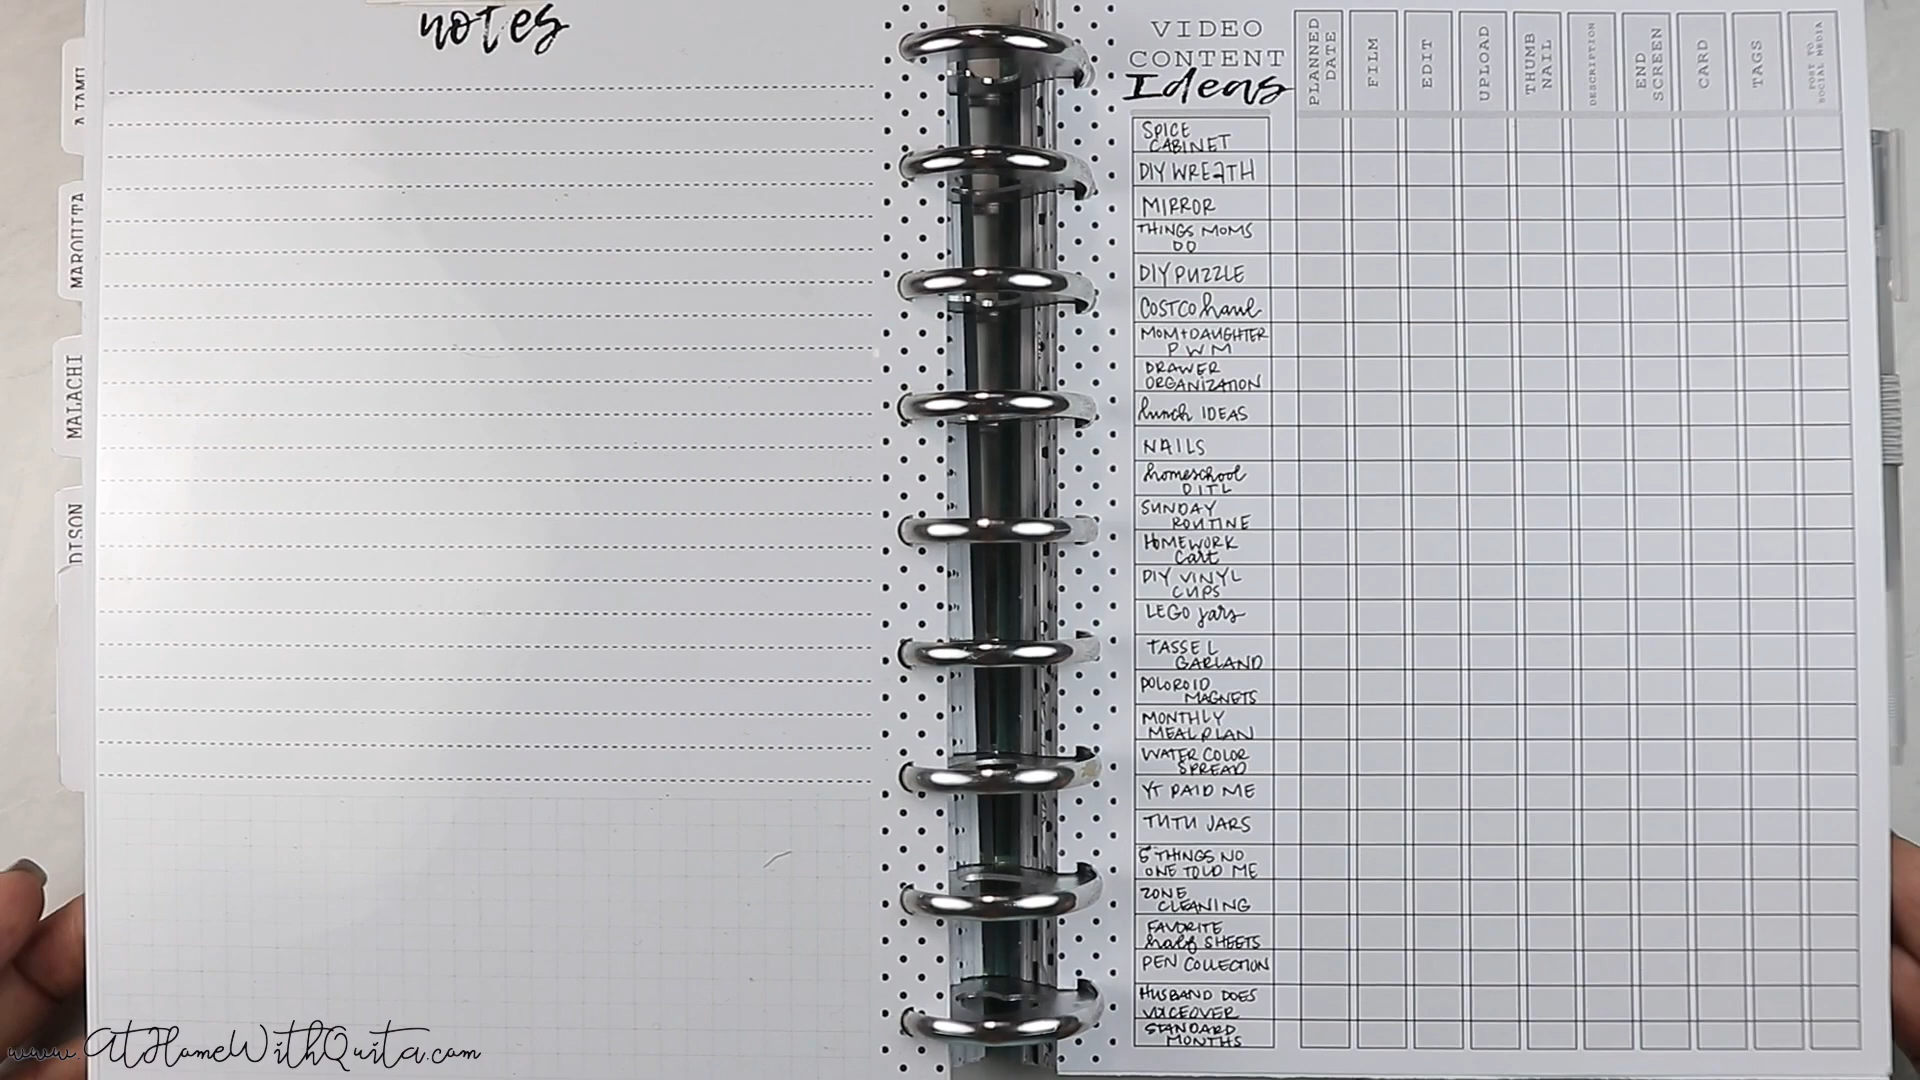 notes
MARQUITA
MALACHI
VIDEO
CONTENT
Ideas
PLANNED DATE
FILM
EDIT
UPLOAD
THUMB NAIL
DESCRIPTION
END SCREEN
CARD
TAGS
POST TO SOCIAL MEDIA
SPICE
CABINET
DIY WREATH
MIRROR
THINGS MOMS
DO
DIY PUZZLE
COSTCO haul
MOM+DAUGHTER
PWM
DRAWER
ORGANIZATION
lunch IDEAS
NAILS
homeschool
DITL
SUNDAY
ROUTINE
HOMEWORK
Cart
DIY VINYL
CUPS
LEGO jars
TASSEL
GARLAND
POLOROID
MAGNETS
MONTHLY
MEAL PLAN
WATER COLOR
SPREAD
YT PAID ME
TUTU JARS
5 THINGS NO
ONE TOLD ME
ZONE
CLEANING
FAVORITE
half SHEETS
PEN COLLECTION
HUSBAND DOES
VOICEOVER
STANDARD
MONTHS
www.AtHomeWithQuita.com